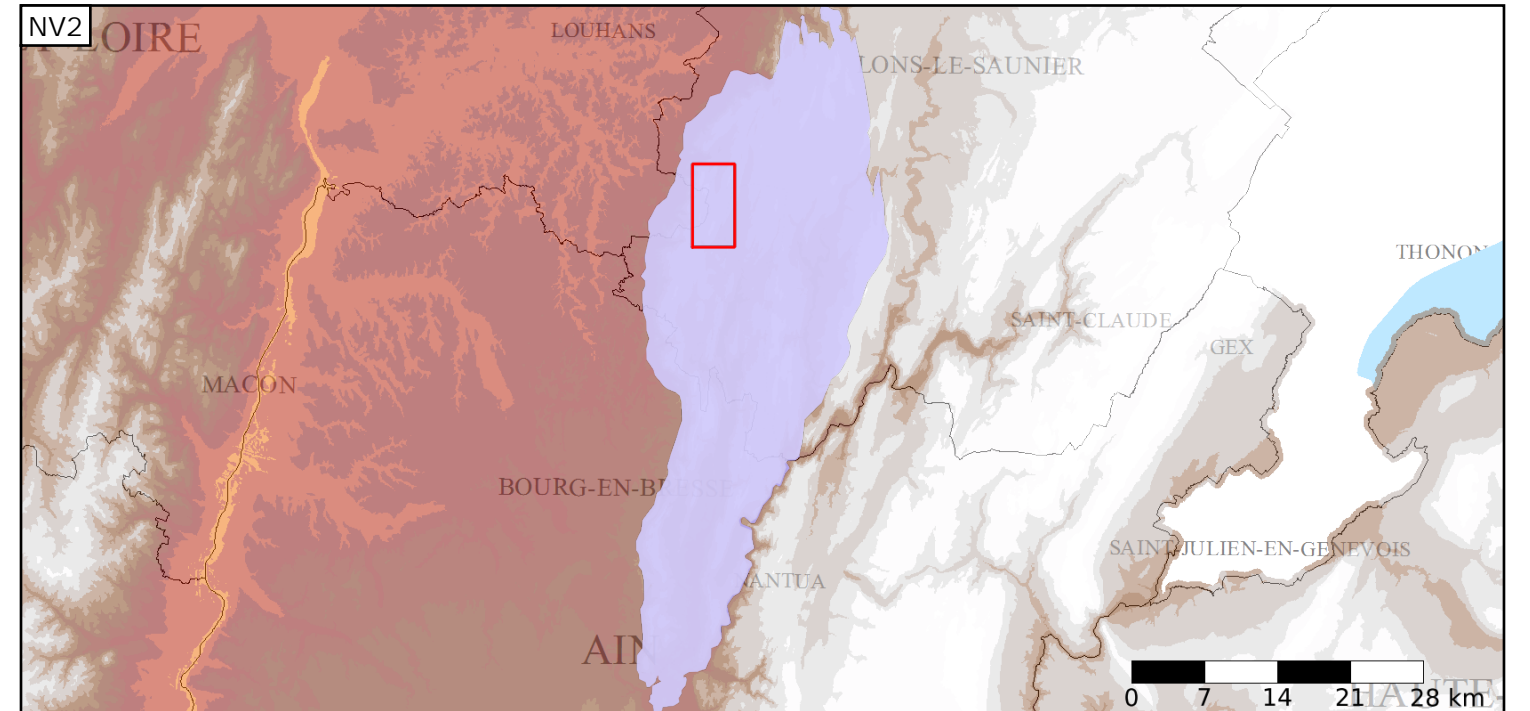 NV2
LOIRE
LOUHANS
LONS-LE-SAUNIER
THONON
SAINT-CLAUDE
GEX
MACON
BOURG-EN-BRESSE
SAINT-JULIEN-EN-GENEVOIS
NANTUA
AIN
HAUTE-
0 7 14 21 28 km